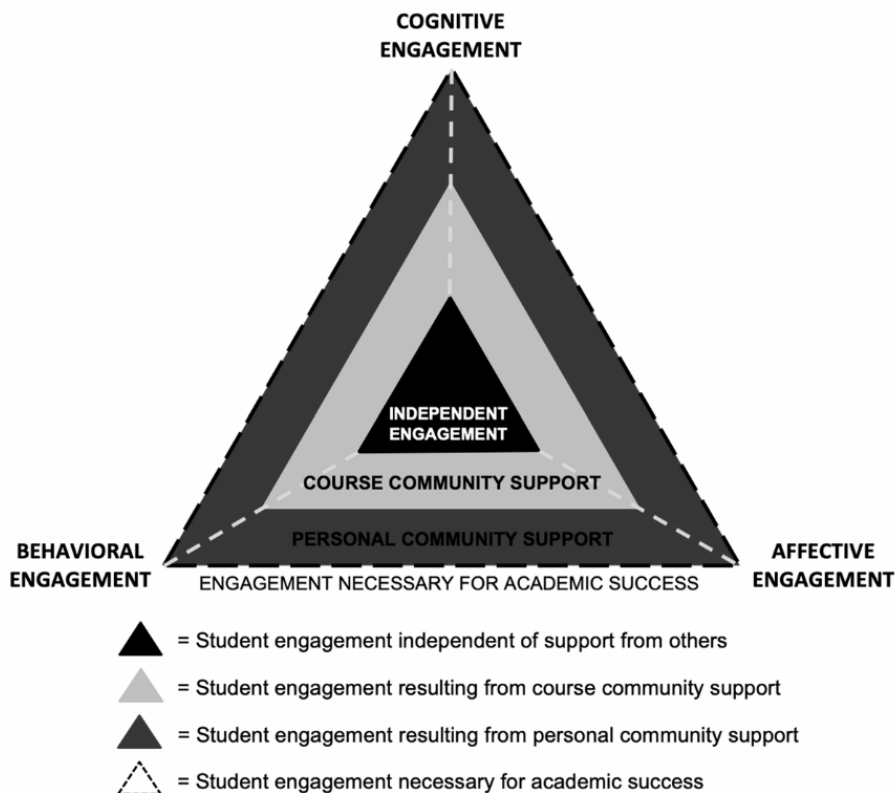 COGNITIVE
ENGAGEMENT
INDEPENDENT
ENGAGEMENT
COURSE COMMUNITY SUPPORT
PERSONAL COMMUNITY SUPPORT
BEHAVIORAL
ENGAGEMENT
AFFECTIVE
ENGAGEMENT
ENGAGEMENT NECESSARY FOR ACADEMIC SUCCESS
= Student engagement independent of support from others
= Student engagement resulting from course community support
= Student engagement resulting from personal community support
= Student engagement necessary for academic success